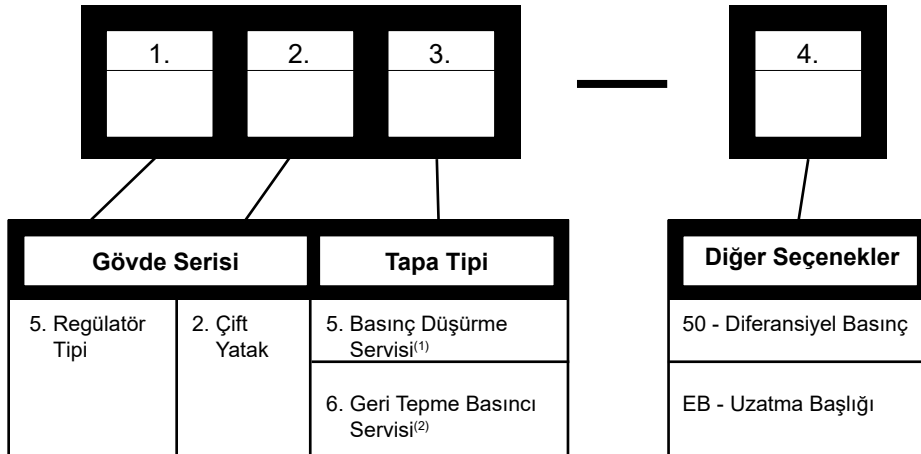 1.
2.
3.
4.
Gövde Serisi
Tapa Tipi
5. Regülatör
Tipi
2. Çift
Yatak
5. Basınç Düşürme
Servisi(1)
6. Geri Tepme Basıncı
Servisi(2)
Diğer Seçenekler
50 - Diferansiyel Basınç
EB - Uzatma Başlığı